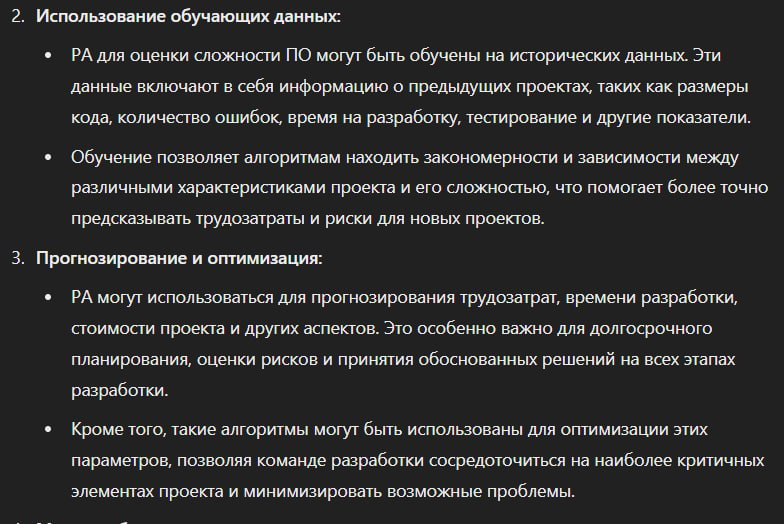 2. Использование обучающих данных:
• РА для оценки сложности ПО могут быть обучены на исторических данных. Эти
данные включают в себя информацию о предыдущих проектах, таких как размеры
кода, количество ошибок, время на разработку, тестирование и другие показатели.
• Обучение позволяет алгоритмам находить закономерности и зависимости между
различными характеристиками проекта и его сложностью, что помогает более точно
предсказывать трудозатраты и риски для новых проектов.
3. Прогнозирование и оптимизация:
• РА могут использоваться для прогнозирования трудозатрат, времени разработки,
стоимости проекта и других аспектов. Это особенно важно для долгосрочного
планирования, оценки рисков и принятия обоснованных решений на всех этапах
разработки.
• Кроме того, такие алгоритмы могут быть использованы для оптимизации этих
параметров, позволяя команде разработки сосредоточиться на наиболее критичных
элементах проекта и минимизировать возможные проблемы.